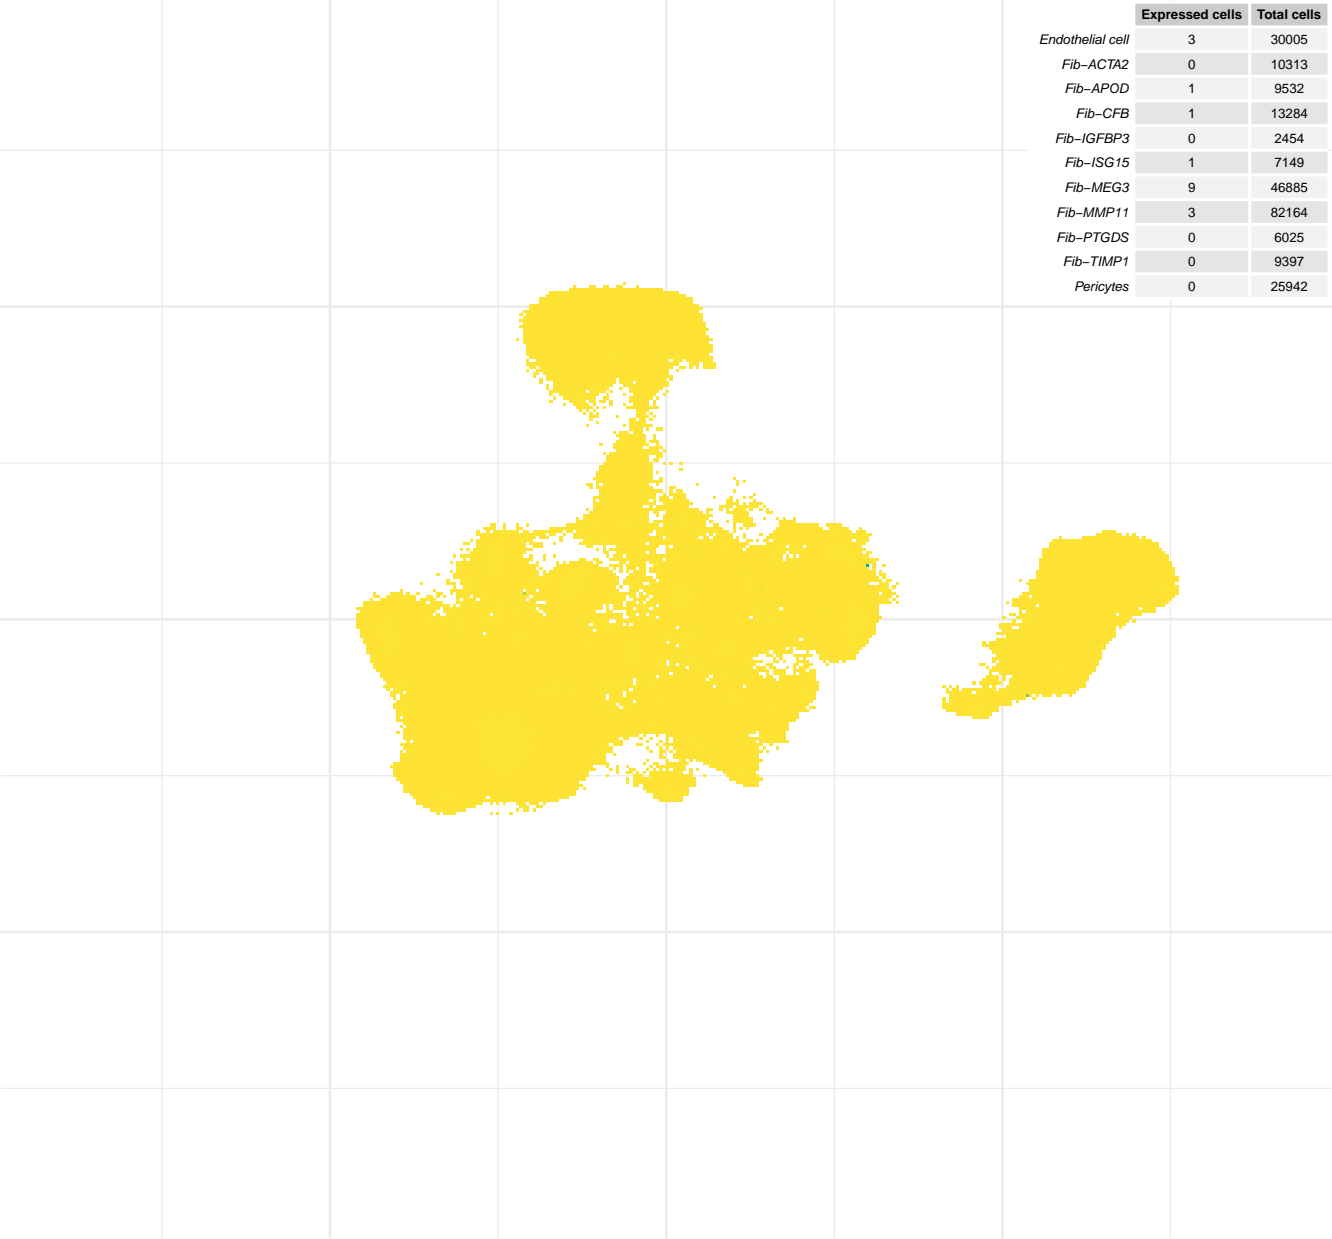 Expressed cells Total cells
Endothelial cell 3 30005
Fib−ACTA2 0 10313
Fib−APOD 1 9532
Fib−CFB 1 13284
Fib−IGFBP3 0 2454
Fib−ISG15 1 7149
Fib−MEG3 9 46885
Fib−MMP11 3 82164
Fib−PTGDS 0 6025
Fib−TIMP1 0 9397
Pericytes 0 25942